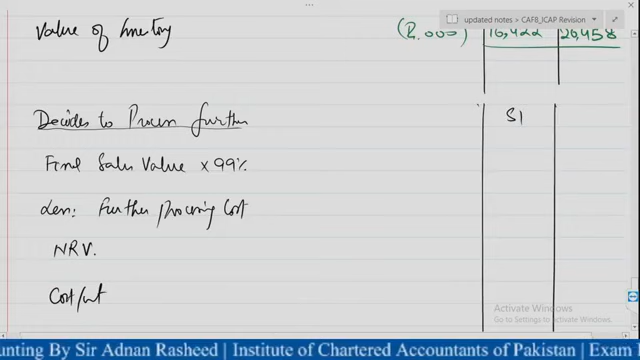 updated notes > CAF8_ICAP Revision
Value of Inventory (R.000) 16,422 20,458
Decides to Process further S1
Final Sales Value x 99%
Less: Further processing Cost
NRV.
Cost/unit
Activate Windows
Go to Settings to activate Windows.
unting By Sir Adnan Rasheed | Institute of Chartered Accountants of Pakistan | Exam